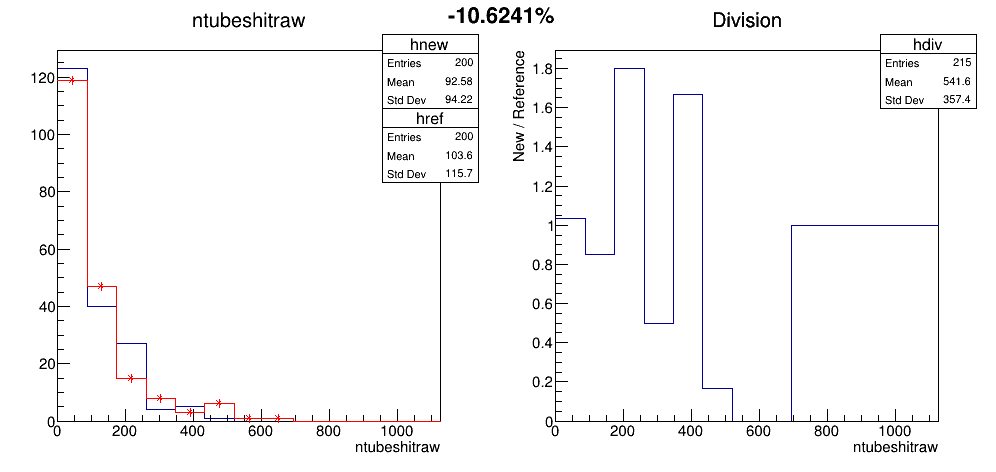 -10.6241%
ntubeshitraw
hnew
Entries 200
Mean 92.58
Std Dev 94.22
href
Entries 200
Mean 103.6
Std Dev 115.7
120
100
80
60
40
20
0
0 200 400 600 800 1000
ntubeshitraw
Division
hdiv
Entries 215
Mean 541.6
Std Dev 357.4
New / Reference
1.8
1.6
1.4
1.2
1
0.8
0.6
0.4
0.2
0
0 200 400 600 800 1000
ntubeshitraw